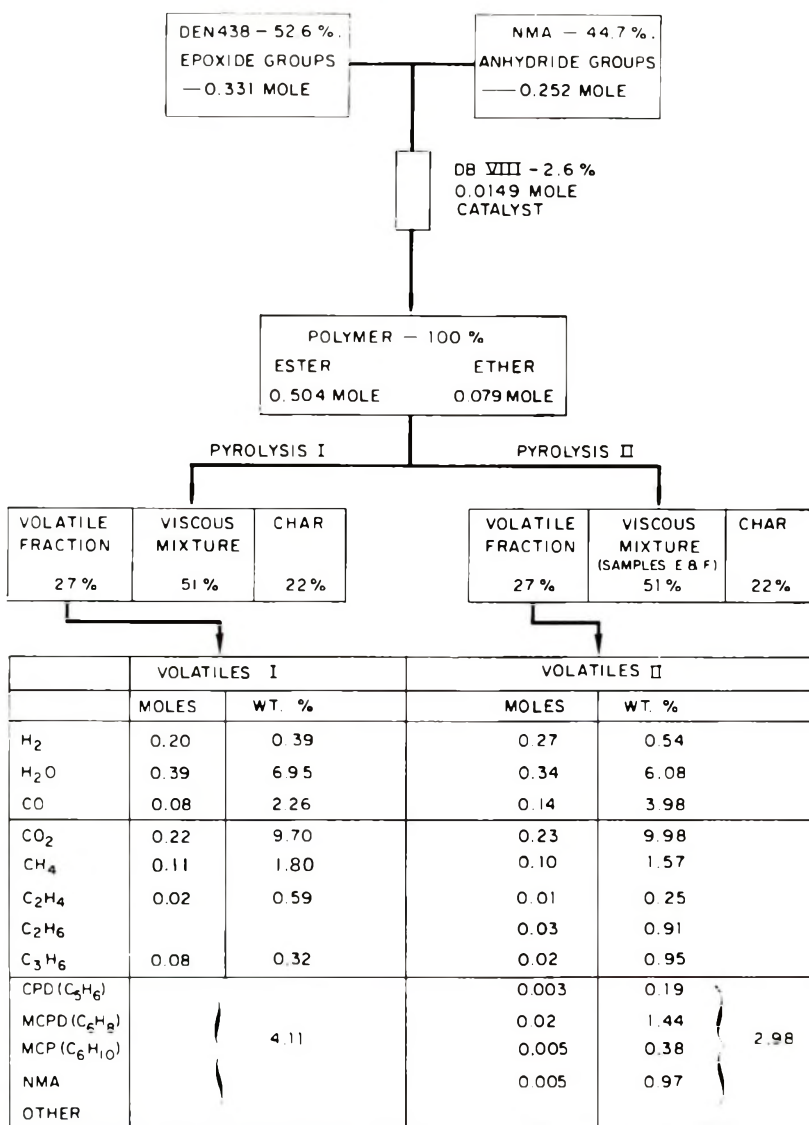 DEN438 – 52.6 %.
EPOXIDE GROUPS
—0.331 MOLE
NMA – 44.7 %.
ANHYDRIDE GROUPS
——0.252 MOLE
DB VIII – 2.6 %
0.0149 MOLE
CATALYST
POLYMER – 100 %
ESTER ETHER
0.504 MOLE 0.079 MOLE
PYROLYSIS I PYROLYSIS II
VOLATILE FRACTION 27 % VISCOUS MIXTURE 51 % CHAR 22 %
VOLATILE FRACTION 27 % VISCOUS MIXTURE (SAMPLES E & F) 51 % CHAR 22 %
VOLATILES I VOLATILES II
MOLES WT. % MOLES WT. %
H₂ 0.20 0.39 0.27 0.54
H₂O 0.39 6.95 0.34 6.08
CO 0.08 2.26 0.14 3.98
CO₂ 0.22 9.70 0.23 9.98
CH₄ 0.11 1.80 0.10 1.57
C₂H₄ 0.02 0.59 0.01 0.25
C₂H₆ 0.03 0.91
C₃H₆ 0.08 0.32 0.02 0.95
CPD (C₅H₆) 0.003 0.19
MCPD (C₆H₈) 0.02 1.44
MCP (C₆H₁₀) 4.11 0.005 0.38 2.98
NMA 0.005 0.97
OTHER